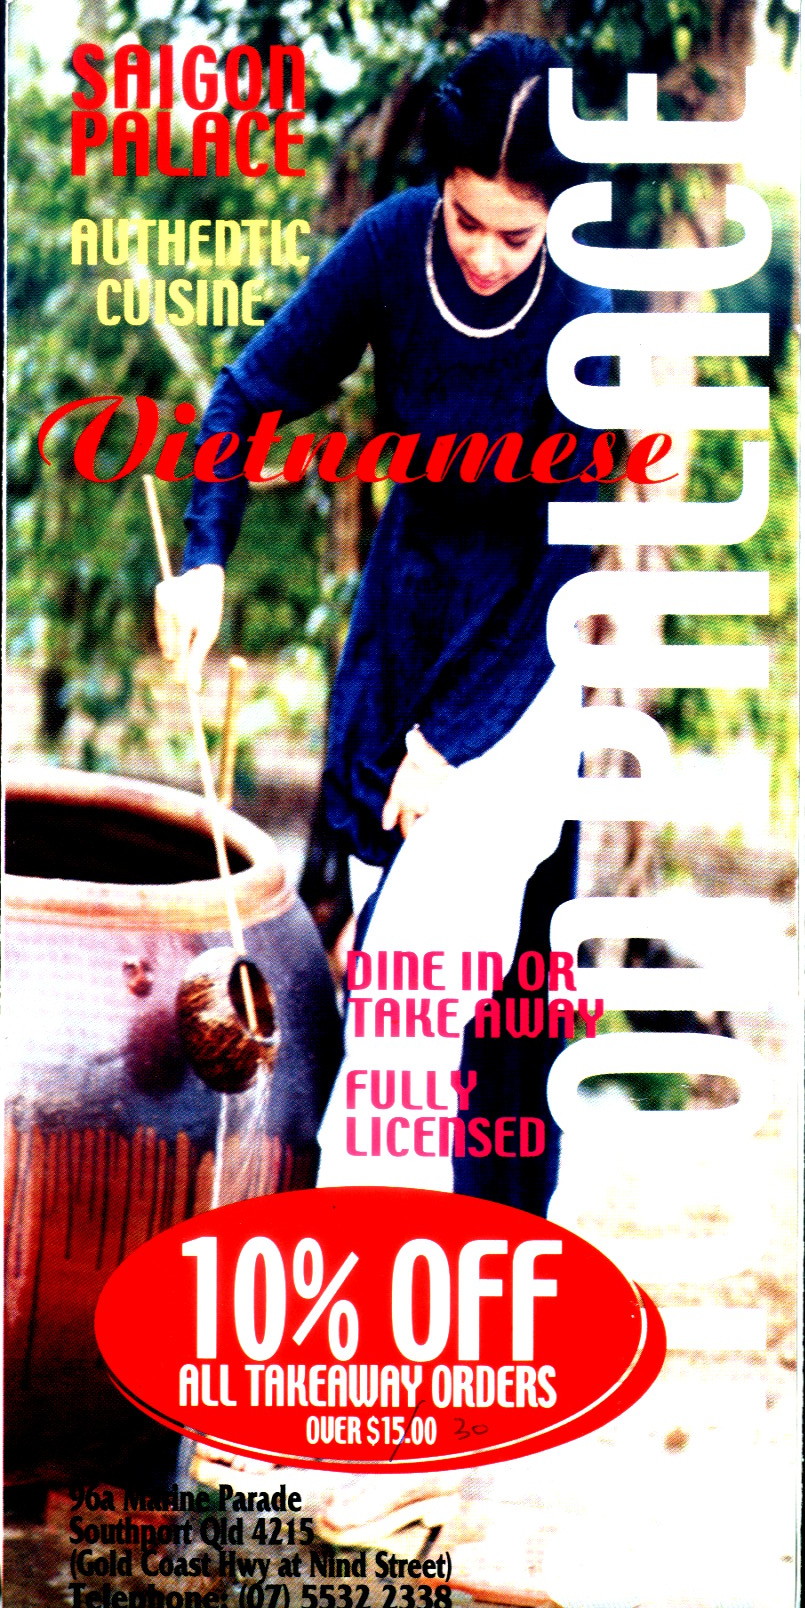 SAIGON
PALACE
AUTHENTIC
CUISINE
Vietnamese
ON PALACE
DINE IN OR
TAKE AWAY
FULLY
LICENSED
10% OFF
ALL TAKEAWAY ORDERS
OVER $15.00 30
96a Marine Parade
Southport Qld 4215
(Gold Coast Hwy at Nind Street)
Telephone: (07) 5532 2338